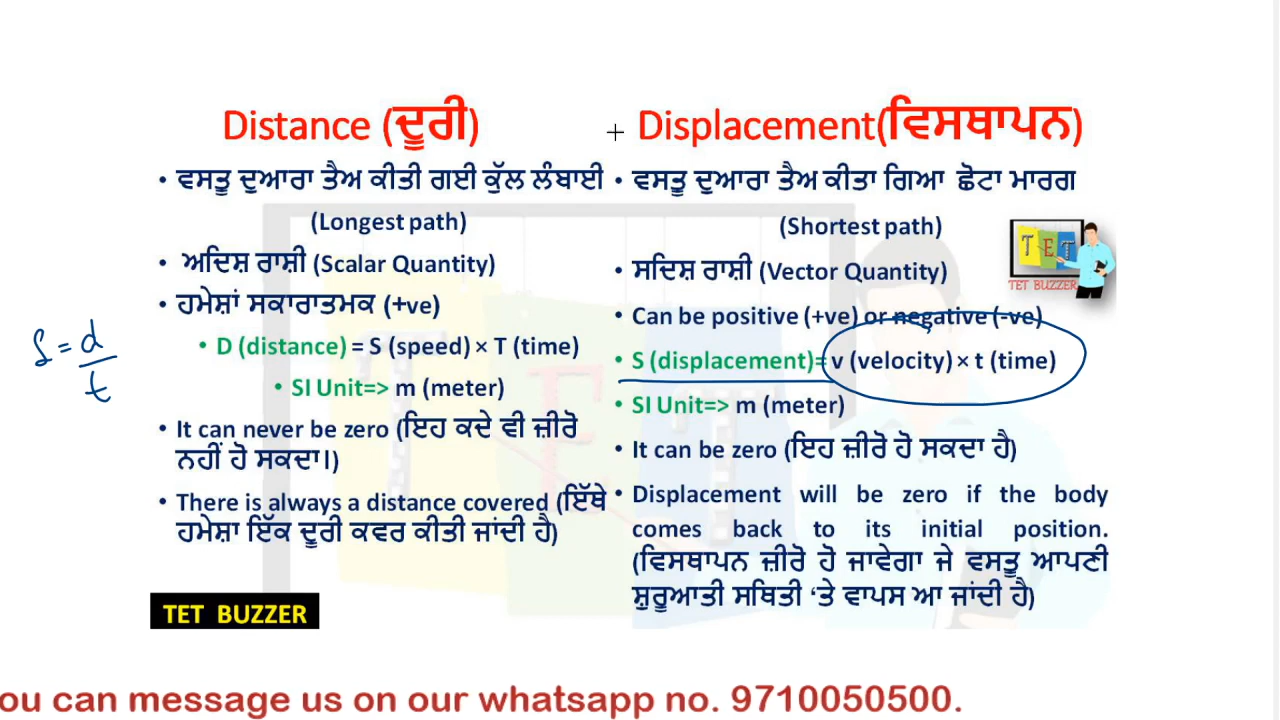 Distance (ਦੂਰੀ)
• ਵਸਤੂ ਦੁਆਰਾ ਤੈਅ ਕੀਤੀ ਗਈ ਕੁੱਲ ਲੰਬਾਈ
(Longest path)
• ਅਦਿਸ਼ ਰਾਸ਼ੀ (Scalar Quantity)
• ਹਮੇਸ਼ਾਂ ਸਕਾਰਾਤਮਕ (+ve)
• D (distance) = S (speed) × T (time)
• SI Unit=> m (meter)
• It can never be zero (ਇਹ ਕਦੇ ਵੀ ਜ਼ੀਰੋ
ਨਹੀਂ ਹੋ ਸਕਦਾ।)
• There is always a distance covered (ਇੱਥੇ
ਹਮੇਸ਼ਾ ਇੱਕ ਦੂਰੀ ਕਵਰ ਕੀਤੀ ਜਾਂਦੀ ਹੈ)
S = d
t
TET BUZZER
Displacement(ਵਿਸਥਾਪਨ)
• ਵਸਤੂ ਦੁਆਰਾ ਤੈਅ ਕੀਤਾ ਗਿਆ ਛੋਟਾ ਮਾਰਗ
(Shortest path)
• ਸਦਿਸ਼ ਰਾਸ਼ੀ (Vector Quantity)
• Can be positive (+ve) or negative (-ve)
• S (displacement)= v (velocity) × t (time)
• SI Unit=> m (meter)
• It can be zero (ਇਹ ਜ਼ੀਰੋ ਹੋ ਸਕਦਾ ਹੈ)
• Displacement will be zero if the body
comes back to its initial position.
(ਵਿਸਥਾਪਨ ਜ਼ੀਰੋ ਹੋ ਜਾਵੇਗਾ ਜੇ ਵਸਤੂ ਆਪਣੀ
ਸ਼ੁਰੂਆਤੀ ਸਥਿਤੀ ‘ਤੇ ਵਾਪਸ ਆ ਜਾਂਦੀ ਹੈ)
T E T
TET BUZZER
ou can message us on our whatsapp no. 9710050500.